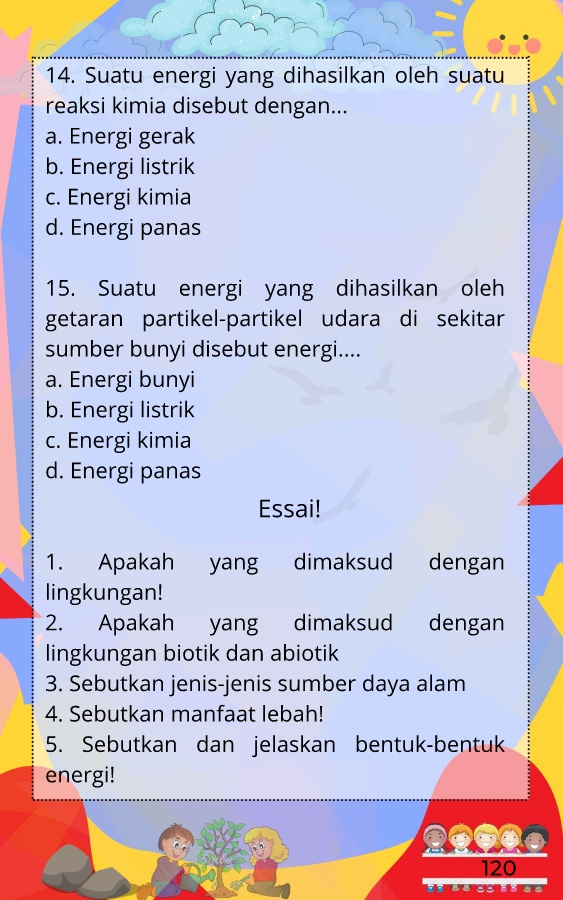 14. Suatu energi yang dihasilkan oleh suatu
reaksi kimia disebut dengan...
a. Energi gerak
b. Energi listrik
c. Energi kimia
d. Energi panas
15. Suatu energi yang dihasilkan oleh
getaran partikel-partikel udara di sekitar
sumber bunyi disebut energi....
a. Energi bunyi
b. Energi listrik
c. Energi kimia
d. Energi panas
Essai!
1. Apakah yang dimaksud dengan
lingkungan!
2. Apakah yang dimaksud dengan
lingkungan biotik dan abiotik
3. Sebutkan jenis-jenis sumber daya alam
4. Sebutkan manfaat lebah!
5. Sebutkan dan jelaskan bentuk-bentuk
energi!
120